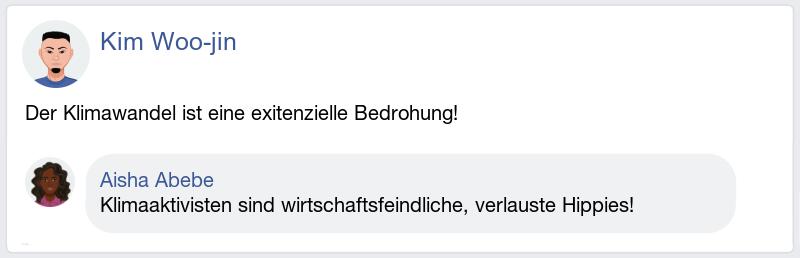 Kim Woo-jin
Der Klimawandel ist eine exitenzielle Bedrohung!
Aisha Abebe
Klimaaktivisten sind wirtschaftsfeindliche, verlauste Hippies!